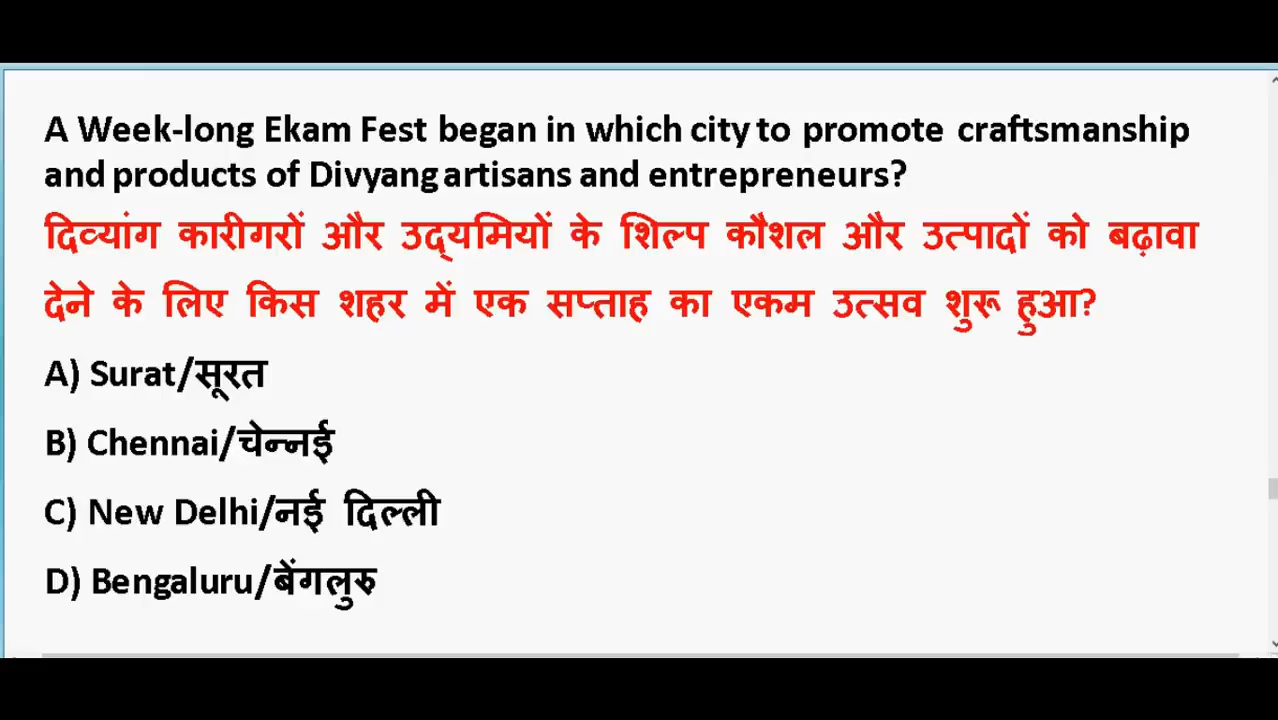 A Week-long Ekam Fest began in which city to promote craftsmanship
and products of Divyang artisans and entrepreneurs?
दिव्यांग कारीगरों और उद्यमियों के शिल्प कौशल और उत्पादों को बढ़ावा
देने के लिए किस शहर में एक सप्ताह का एकम उत्सव शुरू हुआ?
A) Surat/सूरत
B) Chennai/चेन्नई
C) New Delhi/नई दिल्ली
D) Bengaluru/बेंगलुरु